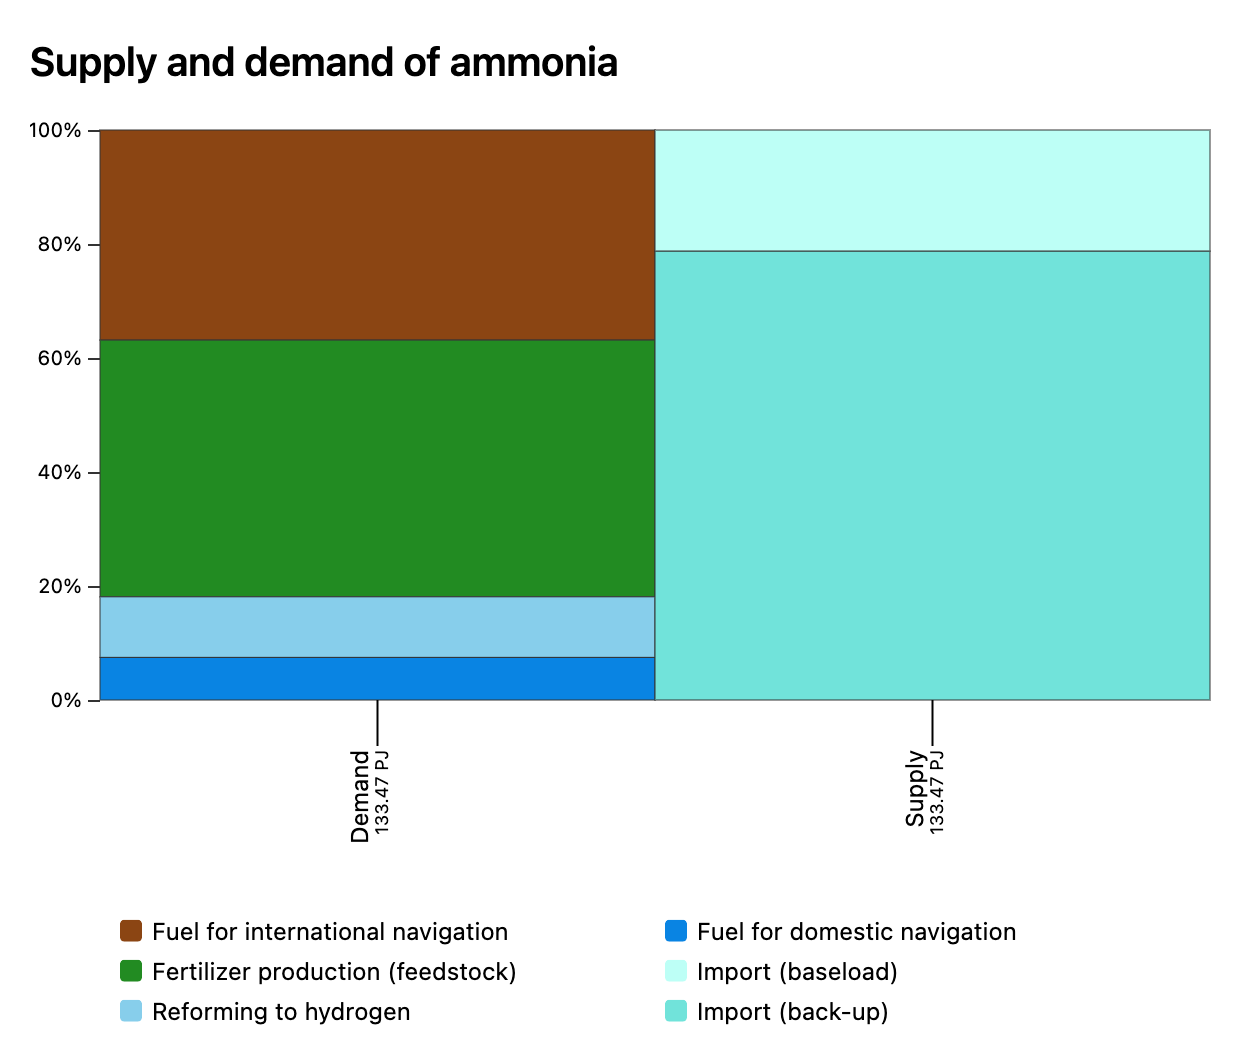 Supply and demand of ammonia
100%
80%
60%
40%
20%
0%
Demand
133.47 PJ
Supply
133.47 PJ
Fuel for international navigation
Fertilizer production (feedstock)
Reforming to hydrogen
Fuel for domestic navigation
Import (baseload)
Import (back-up)